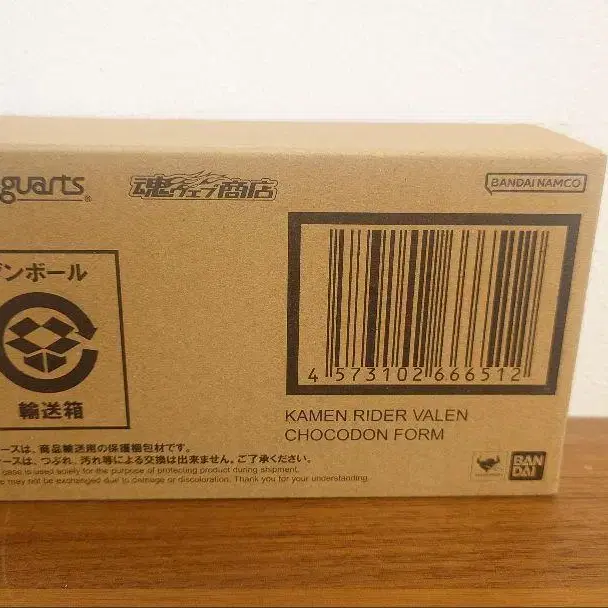 guarts®
魂ウェブ商店
BANDAI NAMCO
ンボール
輸送箱
4 573102 666512
KAMEN RIDER VALEN
CHOCODON FORM
ースは、商品輸送用の保護梱包材です。
ースは、つぶれ、汚れ等による交換は出来ません。ご了承ください。
case is used solely for the purpose of protecting product during shipment.
may not be exchanged due to damage or discoloration. Thank you for your understanding.
BAN
DAI